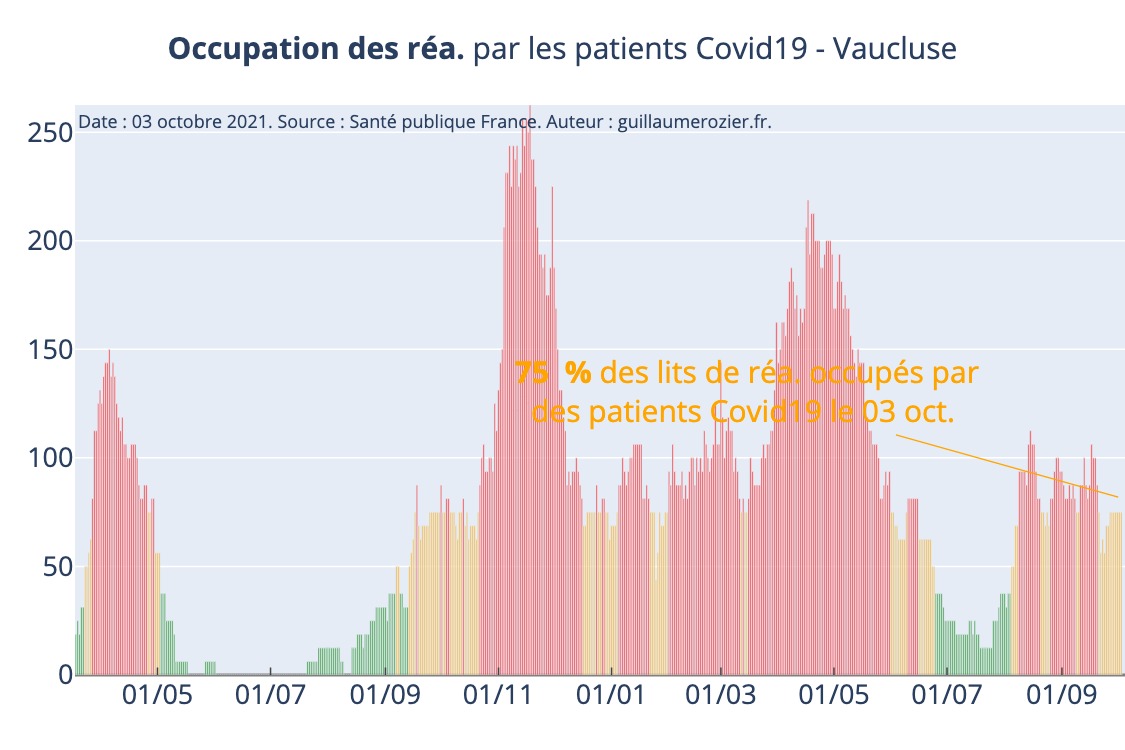 Occupation des réa. par les patients Covid19 - Vaucluse
Date : 03 octobre 2021. Source : Santé publique France. Auteur : guillaumerozier.fr.
250
200
150
75 % des lits de réa. occupés par
des patients Covid19 le 03 oct.
100
50
0
01/05 01/07 01/09 01/11 01/01 01/03 01/05 01/07 01/09